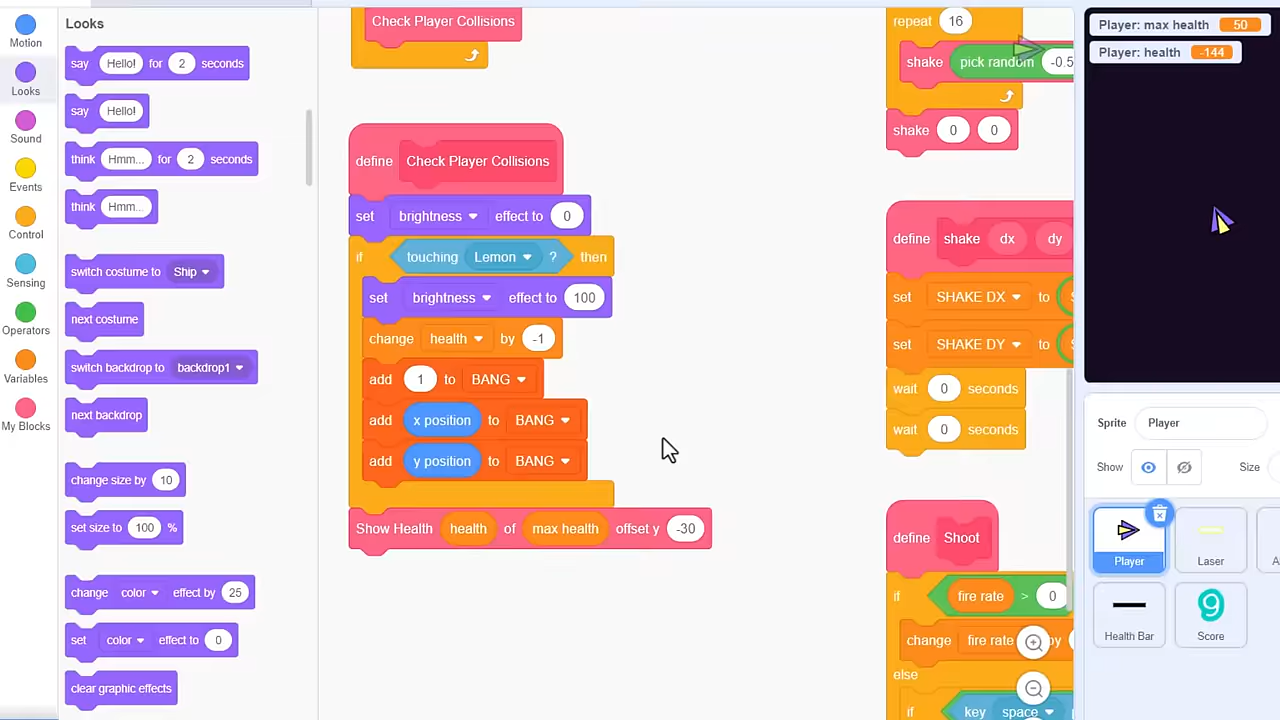 Motion
Looks
Sound
Events
Control
Sensing
Operators
Variables
My Blocks
Looks
say Hello! for 2 seconds
say Hello!
think Hmm... for 2 seconds
think Hmm...
switch costume to Ship
next costume
switch backdrop to backdrop1
next backdrop
change size by 10
set size to 100 %
change color effect by 25
set color effect to 0
clear graphic effects
Check Player Collisions
define Check Player Collisions
set brightness effect to 0
if touching Lemon ? then
set brightness effect to 100
change health by -1
add 1 to BANG
add x position to BANG
add y position to BANG
Show Health health of max health offset y -30
repeat 16
shake pick random -0.5
shake 0 0
define shake dx dy
set SHAKE DX to
set SHAKE DY to
wait 0 seconds
wait 0 seconds
define Shoot
if fire rate > 0
change fire rate by
else
if key space
Player: max health 50
Player: health -144
Sprite Player
Show Size
Player
Laser
Health Bar
9
Score